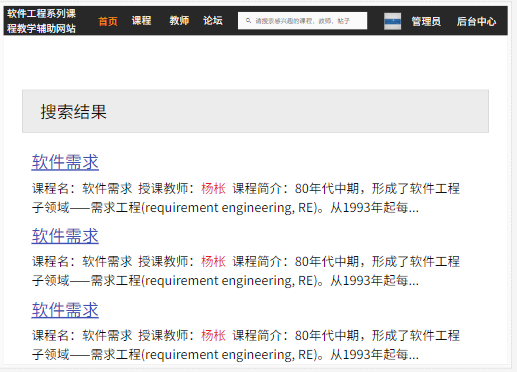 软件工程系列课
程教学辅助网站
首页 课程 教师 论坛
请搜索感兴趣的课程、教师、帖子
管理员 后台中心
搜索结果
软件需求
课程名：软件需求 授课教师：杨枨 课程简介：80年代中期，形成了软件工程
子领域——需求工程(requirement engineering, RE)。从1993年起每...
软件需求
课程名：软件需求 授课教师：杨枨 课程简介：80年代中期，形成了软件工程
子领域——需求工程(requirement engineering, RE)。从1993年起每...
软件需求
课程名：软件需求 授课教师：杨枨 课程简介：80年代中期，形成了软件工程
子领域——需求工程(requirement engineering, RE)。从1993年起每...